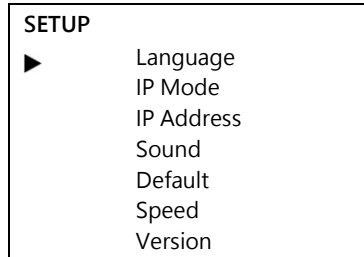 SETUP
Language
IP Mode
IP Address
Sound
Default
Speed
Version